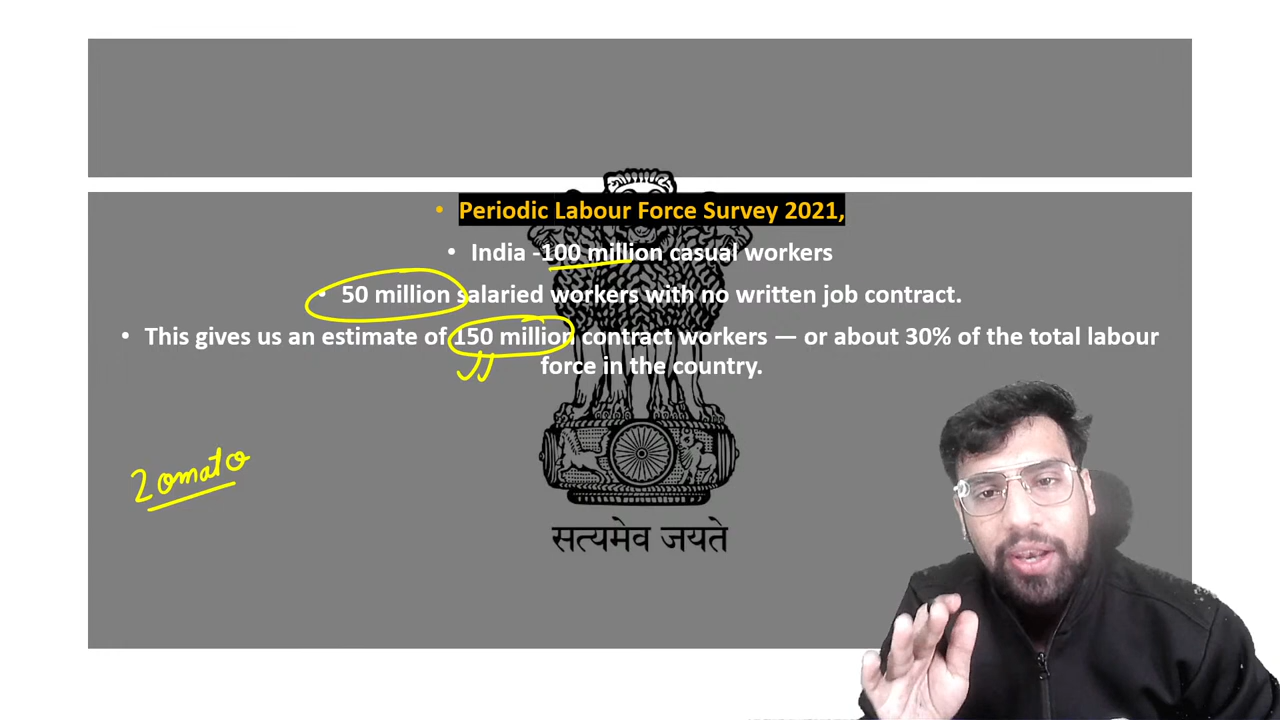 • Periodic Labour Force Survey 2021,
• India -100 million casual workers
• 50 million salaried workers with no written job contract.
• This gives us an estimate of 150 million contract workers — or about 30% of the total labour
force in the country.
Zomato
सत्यमेव जयते